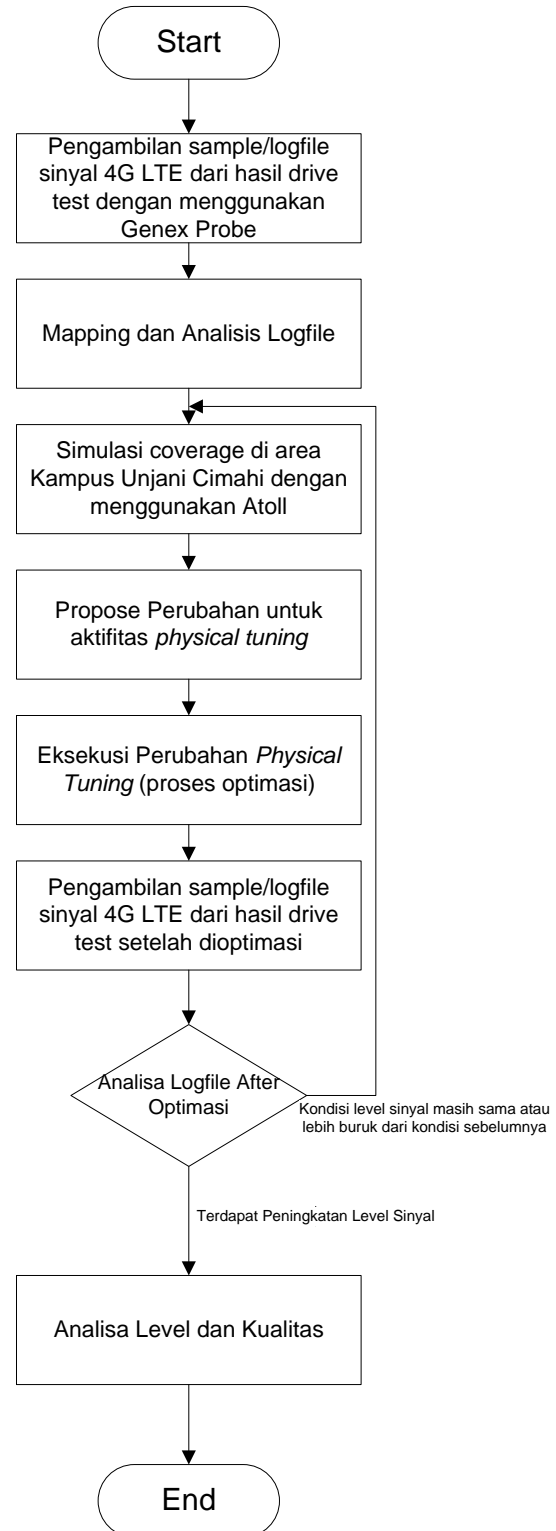 Start
Pengambilan sample/logfile
sinyal 4G LTE dari hasil drive
test dengan menggunakan
Genex Probe
Mapping dan Analisis Logfile
Simulasi coverage di area
Kampus Unjani Cimahi dengan
menggunakan Atoll
Propose Perubahan untuk
aktifitas physical tuning
Eksekusi Perubahan Physical
Tuning (proses optimasi)
Pengambilan sample/logfile
sinyal 4G LTE dari hasil drive
test setelah dioptimasi
Analisa Logfile After
Optimasi
Kondisi level sinyal masih sama atau
lebih buruk dari kondisi sebelumnya
Terdapat Peningkatan Level Sinyal
Analisa Level dan Kualitas
End